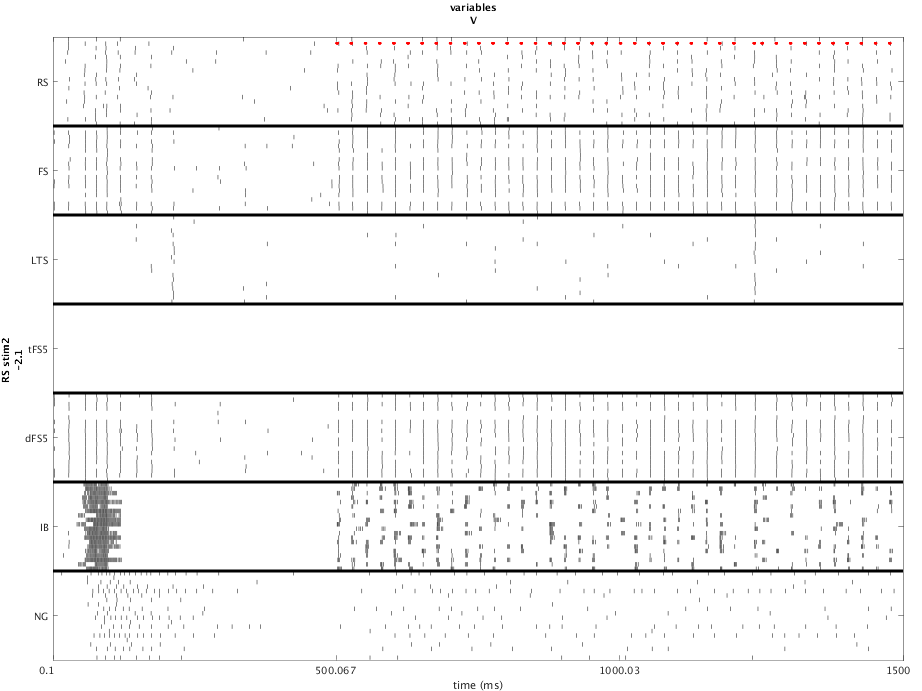 variables
V
RS
FS
LTS
tFS5
dFS5
IB
NG
RS stim2
-2.1
0.1
500.067
1000.03
1500
time (ms)